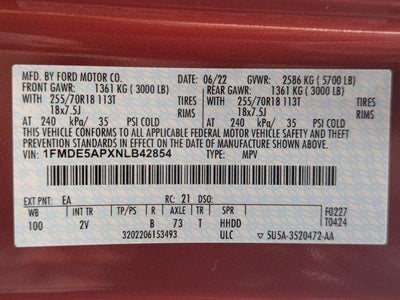 MFD. BY FORD MOTOR CO. 06/22 GVWR: 2586 KG ( 5700 LB)
FRONT GAWR: 1361 KG ( 3000 LB) REAR GAWR: 1361 KG ( 3000 LB)
WITH 255/70R18 113T TIRES WITH 255/70R18 113T TIRES
18x7.5J RIMS 18x7.5J RIMS
AT 240 kPa/ 35 PSI COLD AT 240 kPa/ 35 PSI COLD
THIS VEHICLE CONFORMS TO ALL APPLICABLE FEDERAL MOTOR VEHICLE SAFETY, BUMPER, AND THEFT
PREVENTION STANDARDS IN EFFECT ON THE DATE OF MANUFACTURE SHOWN ABOVE.
VIN: 1FMDE5APXNLB42854 TYPE: MPV
EXT PNT: EA RC: 21 DSO:
WB INT TR TP/PS R AXLE TR SPR F0227
100 2V B 73 T HHDD T0424
3202206153493 ULC 5U5A-3520472-AA